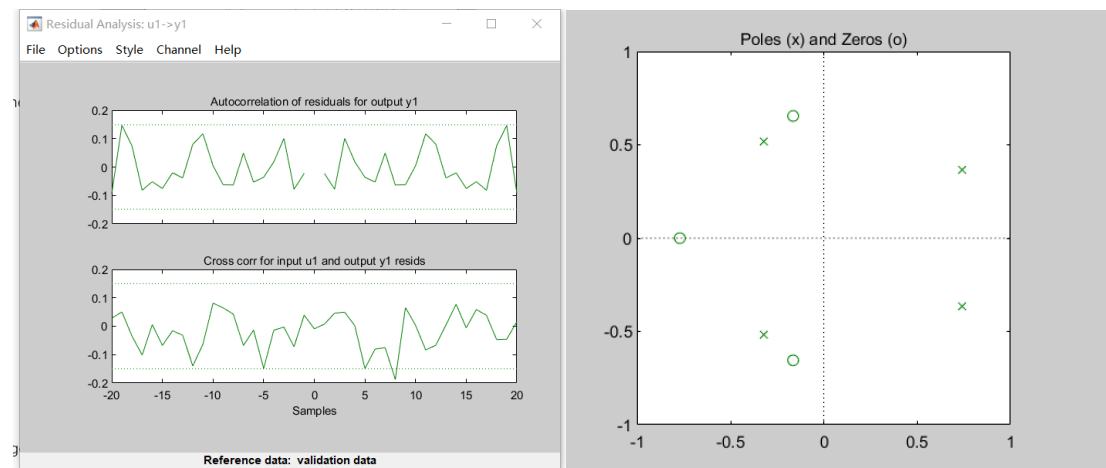 Residual Analysis: u1->y1
File Options Style Channel Help
Autocorrelation of residuals for output y1
0.2
0.1
0
-0.1
-0.2
Cross corr for input u1 and output y1 resids
0.2
0.1
0
-0.1
-0.2
-20 -15 -10 -5 0 5 10 15 20
Samples
Reference data: validation data
Poles (x) and Zeros (o)
1
0.5
0
-0.5
-1
-1 -0.5 0 0.5 1